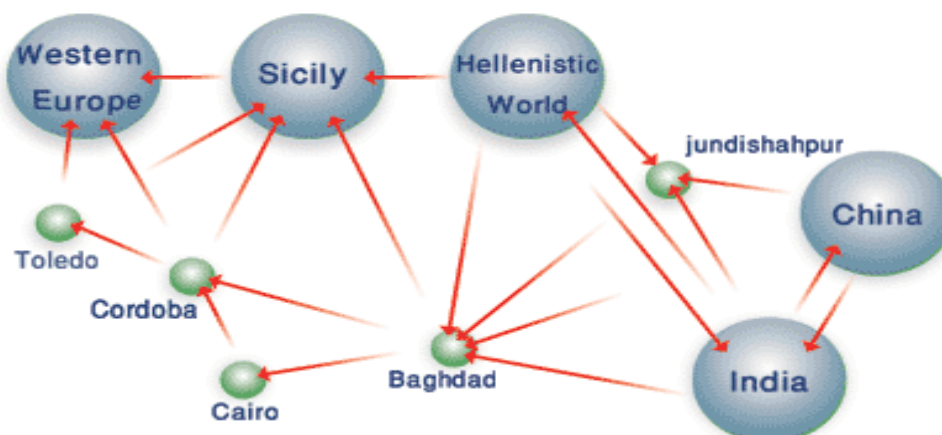 Western
Europe
Sicily
Hellenistic
World
jundishahpur
China
Toledo
Cordoba
Baghdad
Cairo
India